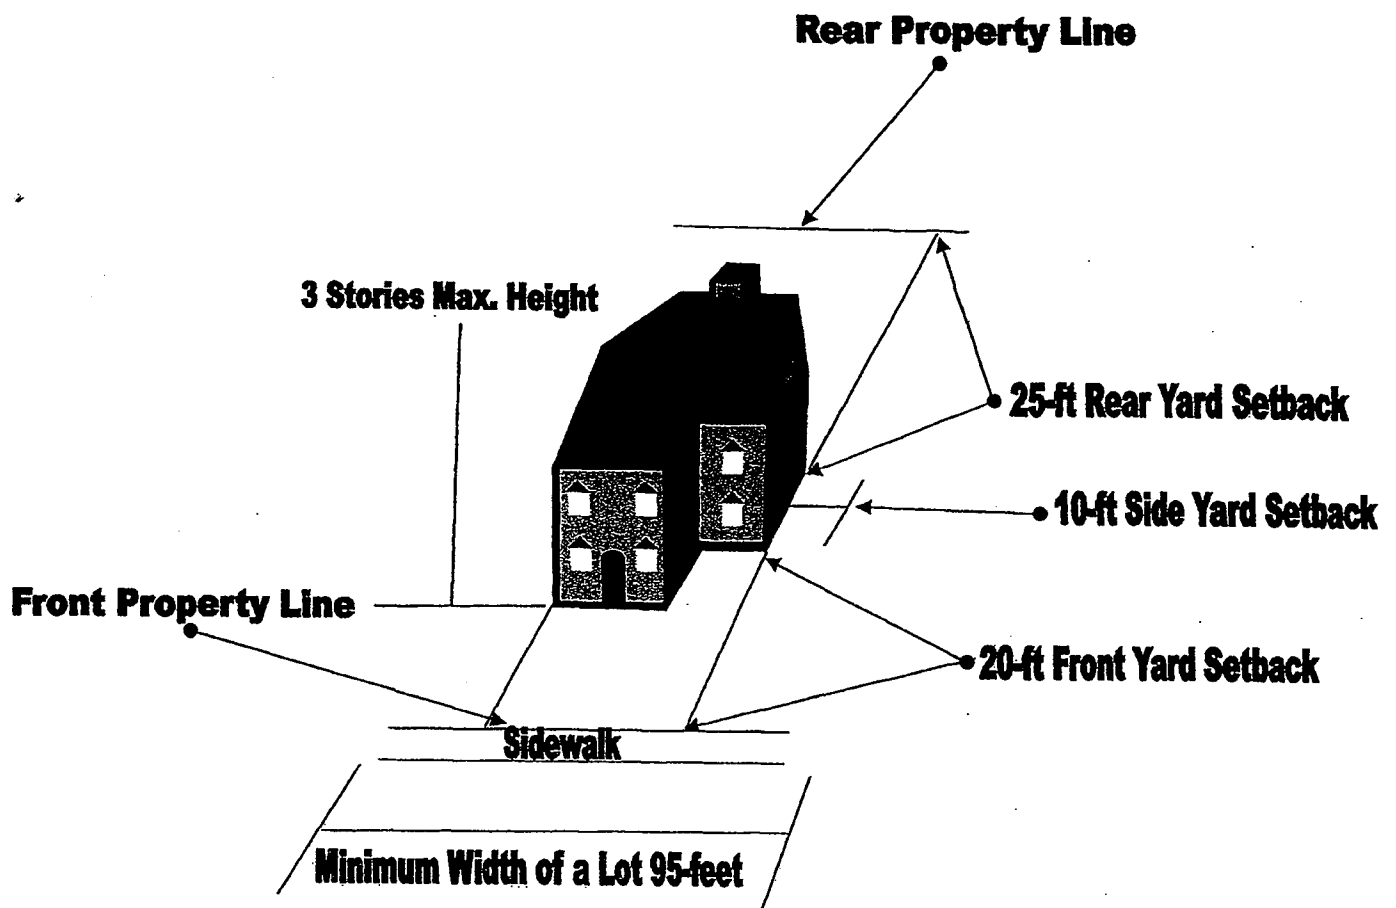 Rear Property Line
3 Stories Max. Height
25-ft Rear Yard Setback
10-ft Side Yard Setback
Front Property Line
20-ft Front Yard Setback
Sidewalk
Minimum Width of a Lot 95-feet